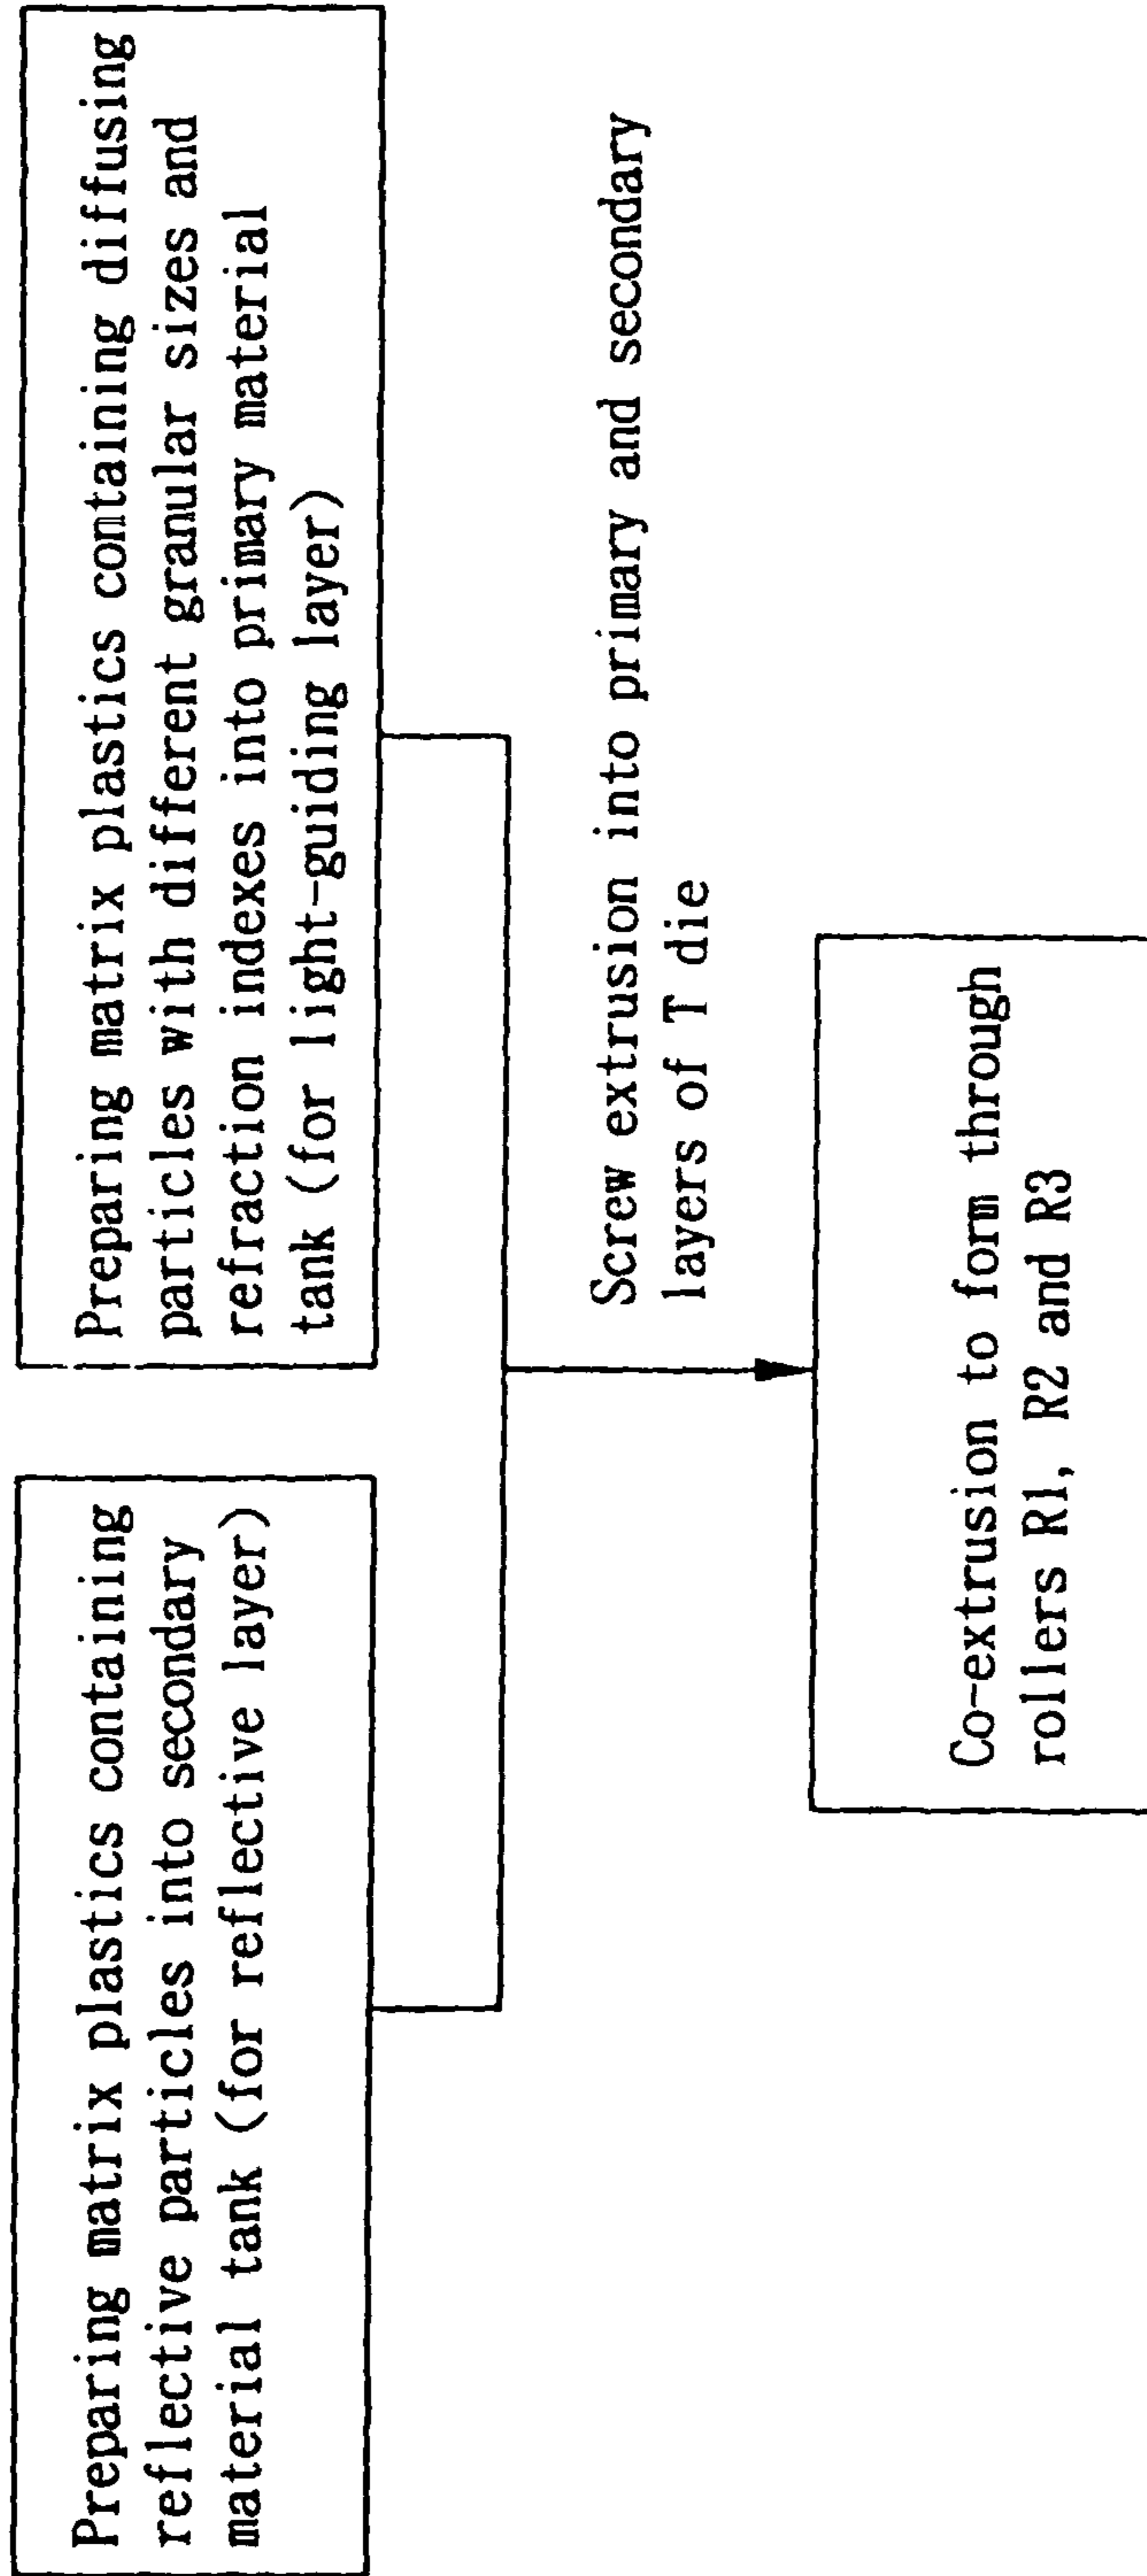 Preparing matrix plastics containing
reflective particles into secondary
material tank (for reflective layer)
Preparing matrix plastics containing diffusing
particles with different granular sizes and
refraction indexes into primary material
tank (for light-guiding layer)
Screw extrusion into primary and secondary
layers of T die
Co-extrusion to form through
rollers R1, R2 and R3